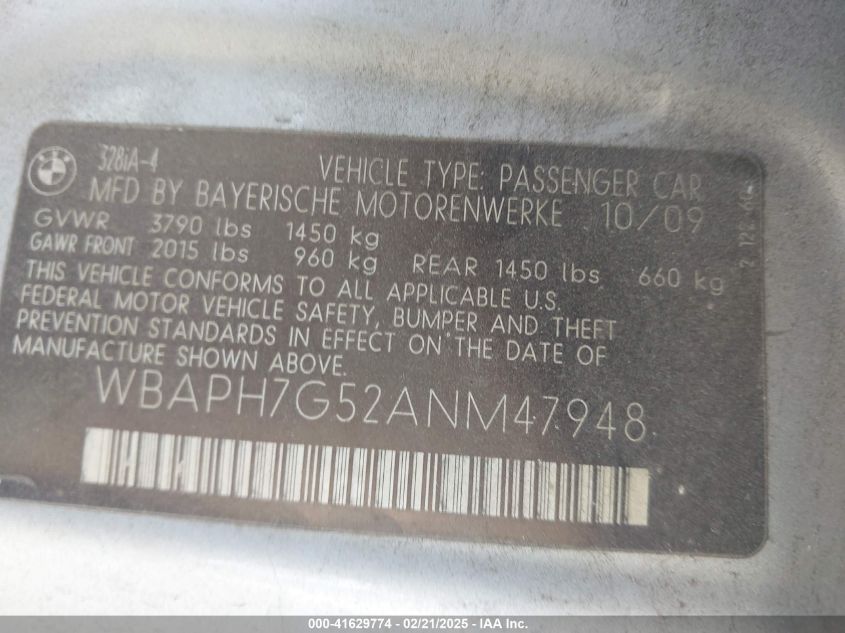 BMW
328iA-4
VEHICLE TYPE: PASSENGER CAR
MFD BY BAYERISCHE MOTORENWERKE 10/09
GVWR 3790 lbs 1450 kg
GAWR FRONT 2015 lbs 960 kg REAR 1450 lbs 660 kg
THIS VEHICLE CONFORMS TO ALL APPLICABLE U.S.
FEDERAL MOTOR VEHICLE SAFETY, BUMPER AND THEFT
PREVENTION STANDARDS IN EFFECT ON THE DATE OF
MANUFACTURE SHOWN ABOVE.
WBAPH7G52ANM47948
000-41629774 - 02/21/2025 - IAA Inc.